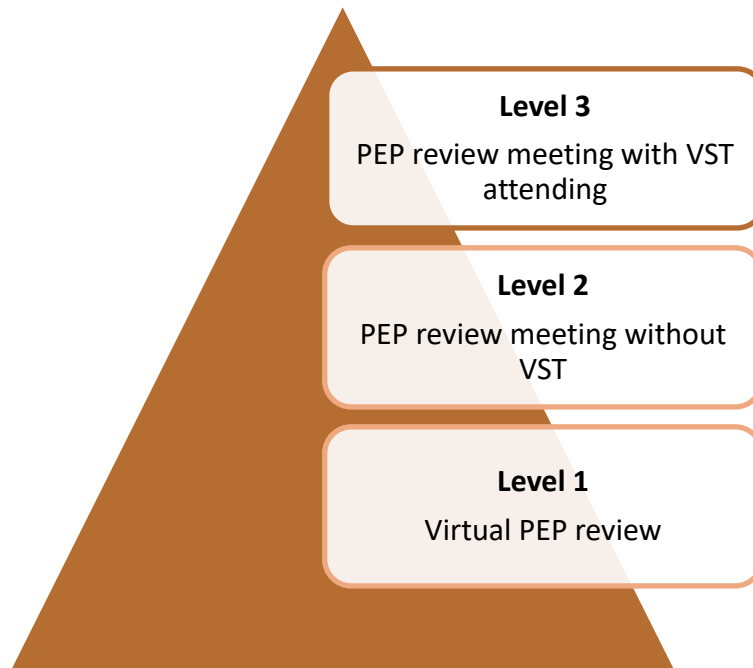 Level 3
PEP review meeting with VST
attending
Level 2
PEP review meeting without
VST
Level 1
Virtual PEP review